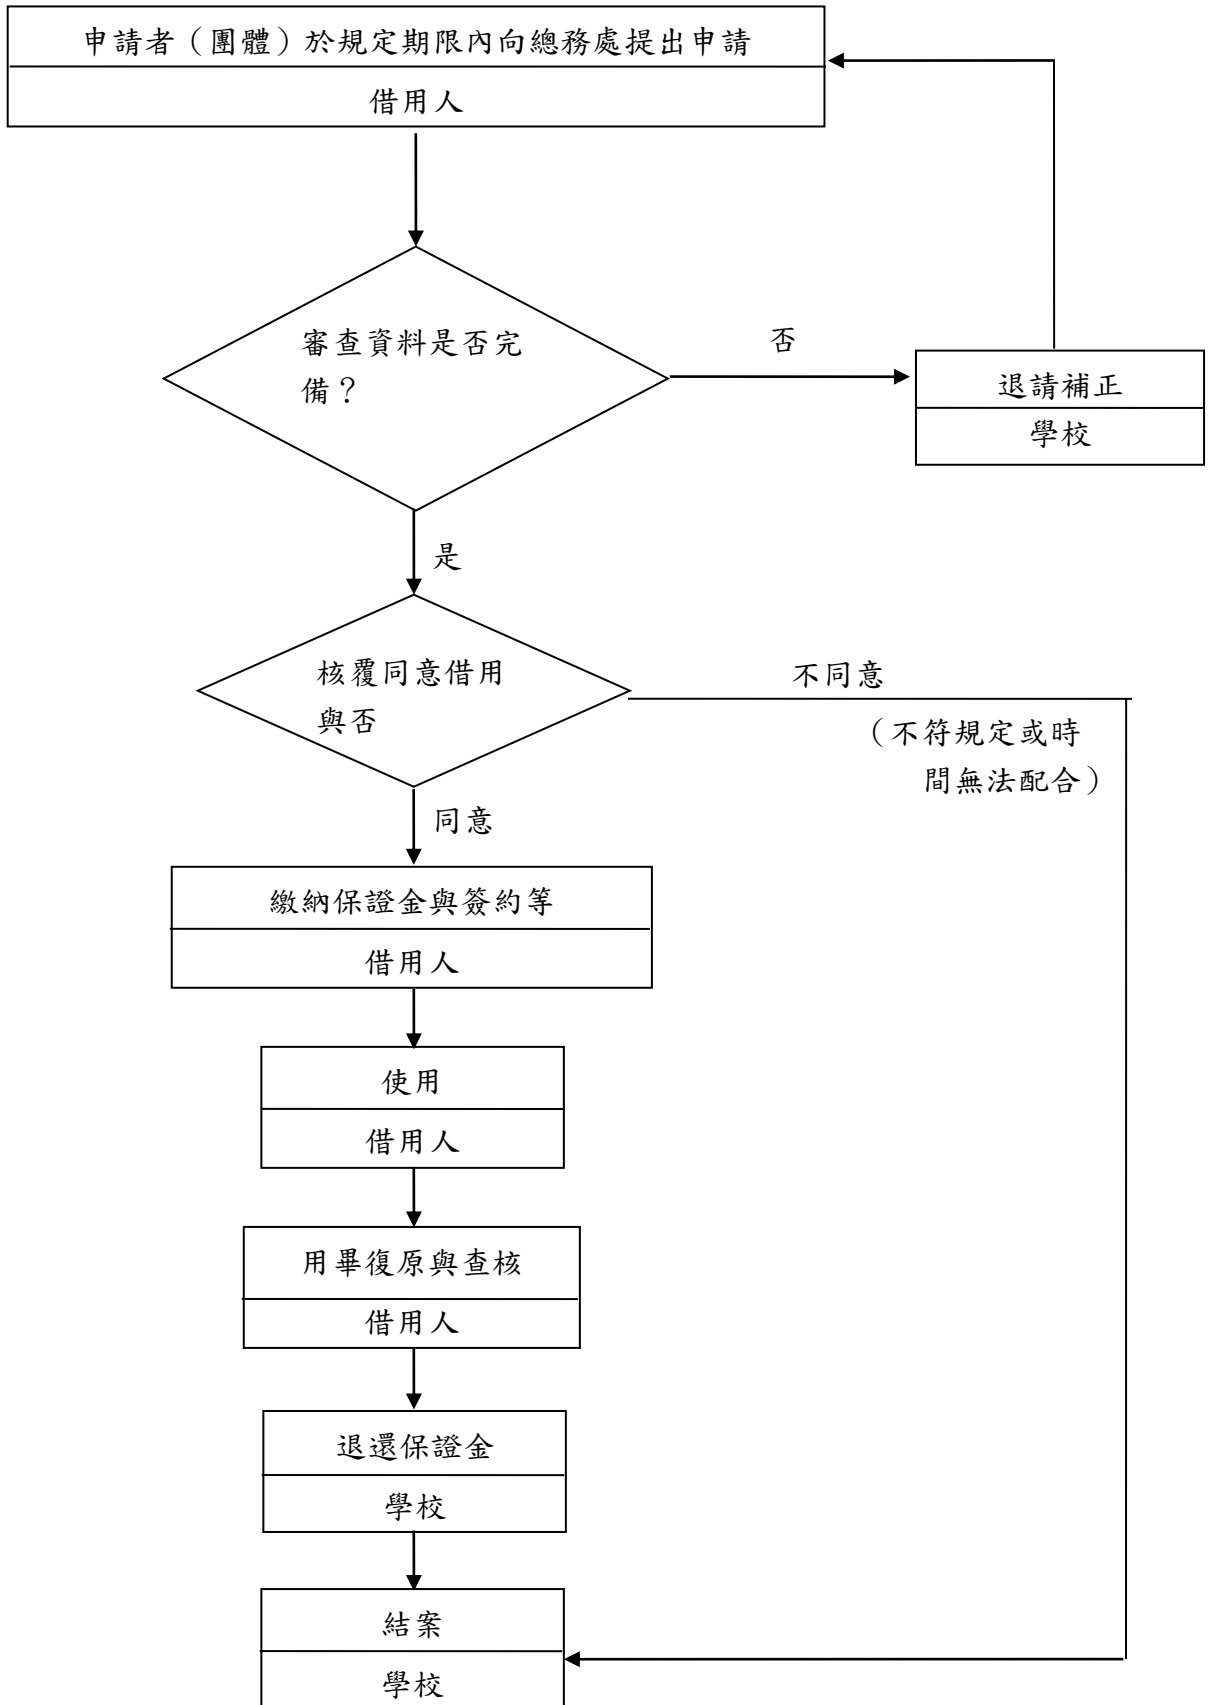 申請者（團體）於規定期限內向總務處提出申請
借用人
審查資料是否完
備？
否
退請補正
學校
是
核覆同意借用
與否
不同意
（不符規定或時
間無法配合）
同意
繳納保證金與簽約等
借用人
使用
借用人
用畢復原與查核
借用人
退還保證金
學校
結案
學校